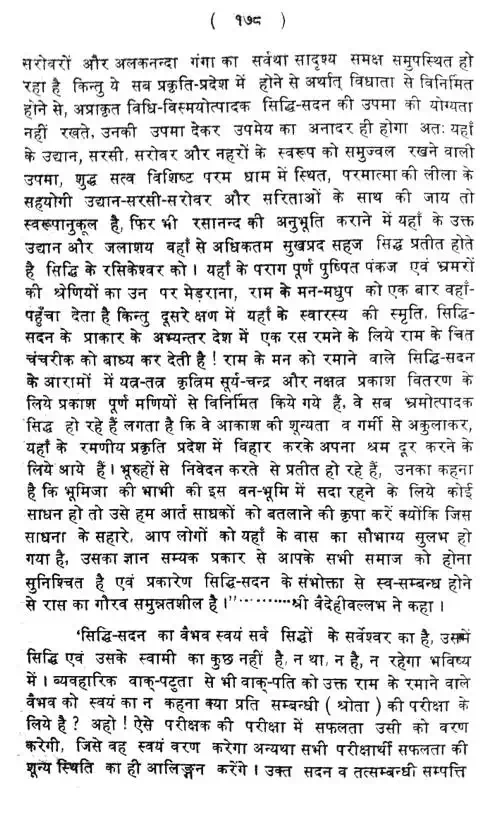 ( १७८ )
सरोवरों और अलकनन्दा गंगा का सर्वथा सादृश्य समक्ष समुपस्थित हो
रहा है किन्तु ये सब प्रकृति-प्रदेश में होने से अर्थात् विधाता से विनिर्मित
होने से, अप्राकृत विधि-विस्मयोत्पादक सिद्धि-सदन की उपमा की योग्यता
नहीं रखते, उनकी उपमा देकर उपमेय का अनादर ही होगा अतः यहाँ
के उद्यान, सरसी, सरोवर और नहरों के स्वरूप को समुज्वल रखने वाली
उपमा, शुद्ध सत्व विशिष्ट परम धाम में स्थित, परमात्मा की लीला के
सहयोगी उद्यान-सरसी-सरोवर और सरिताओं के साथ की जाय तो
स्वरूपानुकूल है, फिर भी रसानन्द की अनुभूति कराने में यहाँ के उक्त
उद्यान और जलाशय वहाँ से अधिकतम सुखप्रद सहज सिद्ध प्रतीत होते
है सिद्धि के रसिकेश्वर को । यहाँ के पराग पूर्ण पुष्पित पंकज एवं भ्रमरों
की श्रेणियों का उन पर मेड़राना, राम के मन-मधुप को एक बार वहाँ-
पहुँचा देता है किन्तु दूसरे क्षण में यहाँ के स्वारस्य की स्मृति, सिद्धि-
सदन के प्राकार के अभ्यन्तर देश में एक रस रमने के लिये राम के चित
चंचरीक को बाध्य कर देती है ! राम के मन को रमाने वाले सिद्धि-सदन
के आरामों में यत्र-तत्र कृत्रिम सूर्य-चन्द्र और नक्षत्र प्रकाश वितरण के
लिये प्रकाश पूर्ण मणियों से विनिर्मित किये गये हैं, वे सब भ्रमोत्पादक
सिद्ध हो रहे हैं लगता है कि वे आकाश की शून्यता व गर्मी से अकुलाकर,
यहाँ के रमणीय प्रकृति प्रदेश में विहार करके अपना श्रम दूर करने के
लिये आये हैं । भूरुहों से निवेदन करते से प्रतीत हो रहे हैं, उनका कहना
है कि भूमिजा की भाभी की इस वन-भूमि में सदा रहने के लिये कोई
साधन हो तो उसे हम आर्त साधकों को बतलाने की कृपा करें क्योंकि जिस
साधना के सहारे, आप लोगों को यहाँ के वास का सौभाग्य सुलभ हो
गया है, उसका ज्ञान सम्यक प्रकार से आपके सभी समाज को होना
सुनिश्चित है एवं प्रकारेण सिद्धि-सदन के संभोक्ता से स्व-सम्बन्ध होने
से रास का गौरव समुन्नतशील है ।"..........श्री वैदेहीवल्लभ ने कहा ।
'सिद्धि-सदन का वैभव स्वयं सर्व सिद्धों के सर्वेश्वर का है, उसमें
सिद्धि एवं उसके स्वामी का कुछ नहीं है, न था, न है, न रहेगा भविष्य
में । ब्यवहारिक वाक्-पटुता से भी वाक्-पति को उक्त राम के रमाने वाले
वैभव को स्वयं का न कहना क्या प्रति सम्बन्धी ( श्रोता ) की परीक्षा के
लिये है ? अहो ! ऐसे परीक्षक की परीक्षा में सफलता उसी को वरण
करेगी, जिसे वह स्वयं वरण करेगा अन्यथा सभी परीक्षार्थी सफलता की
शून्य स्थिति का ही आलिङ्गन करेंगे । उक्त सदन व तत्सम्बन्धी सम्पत्ति